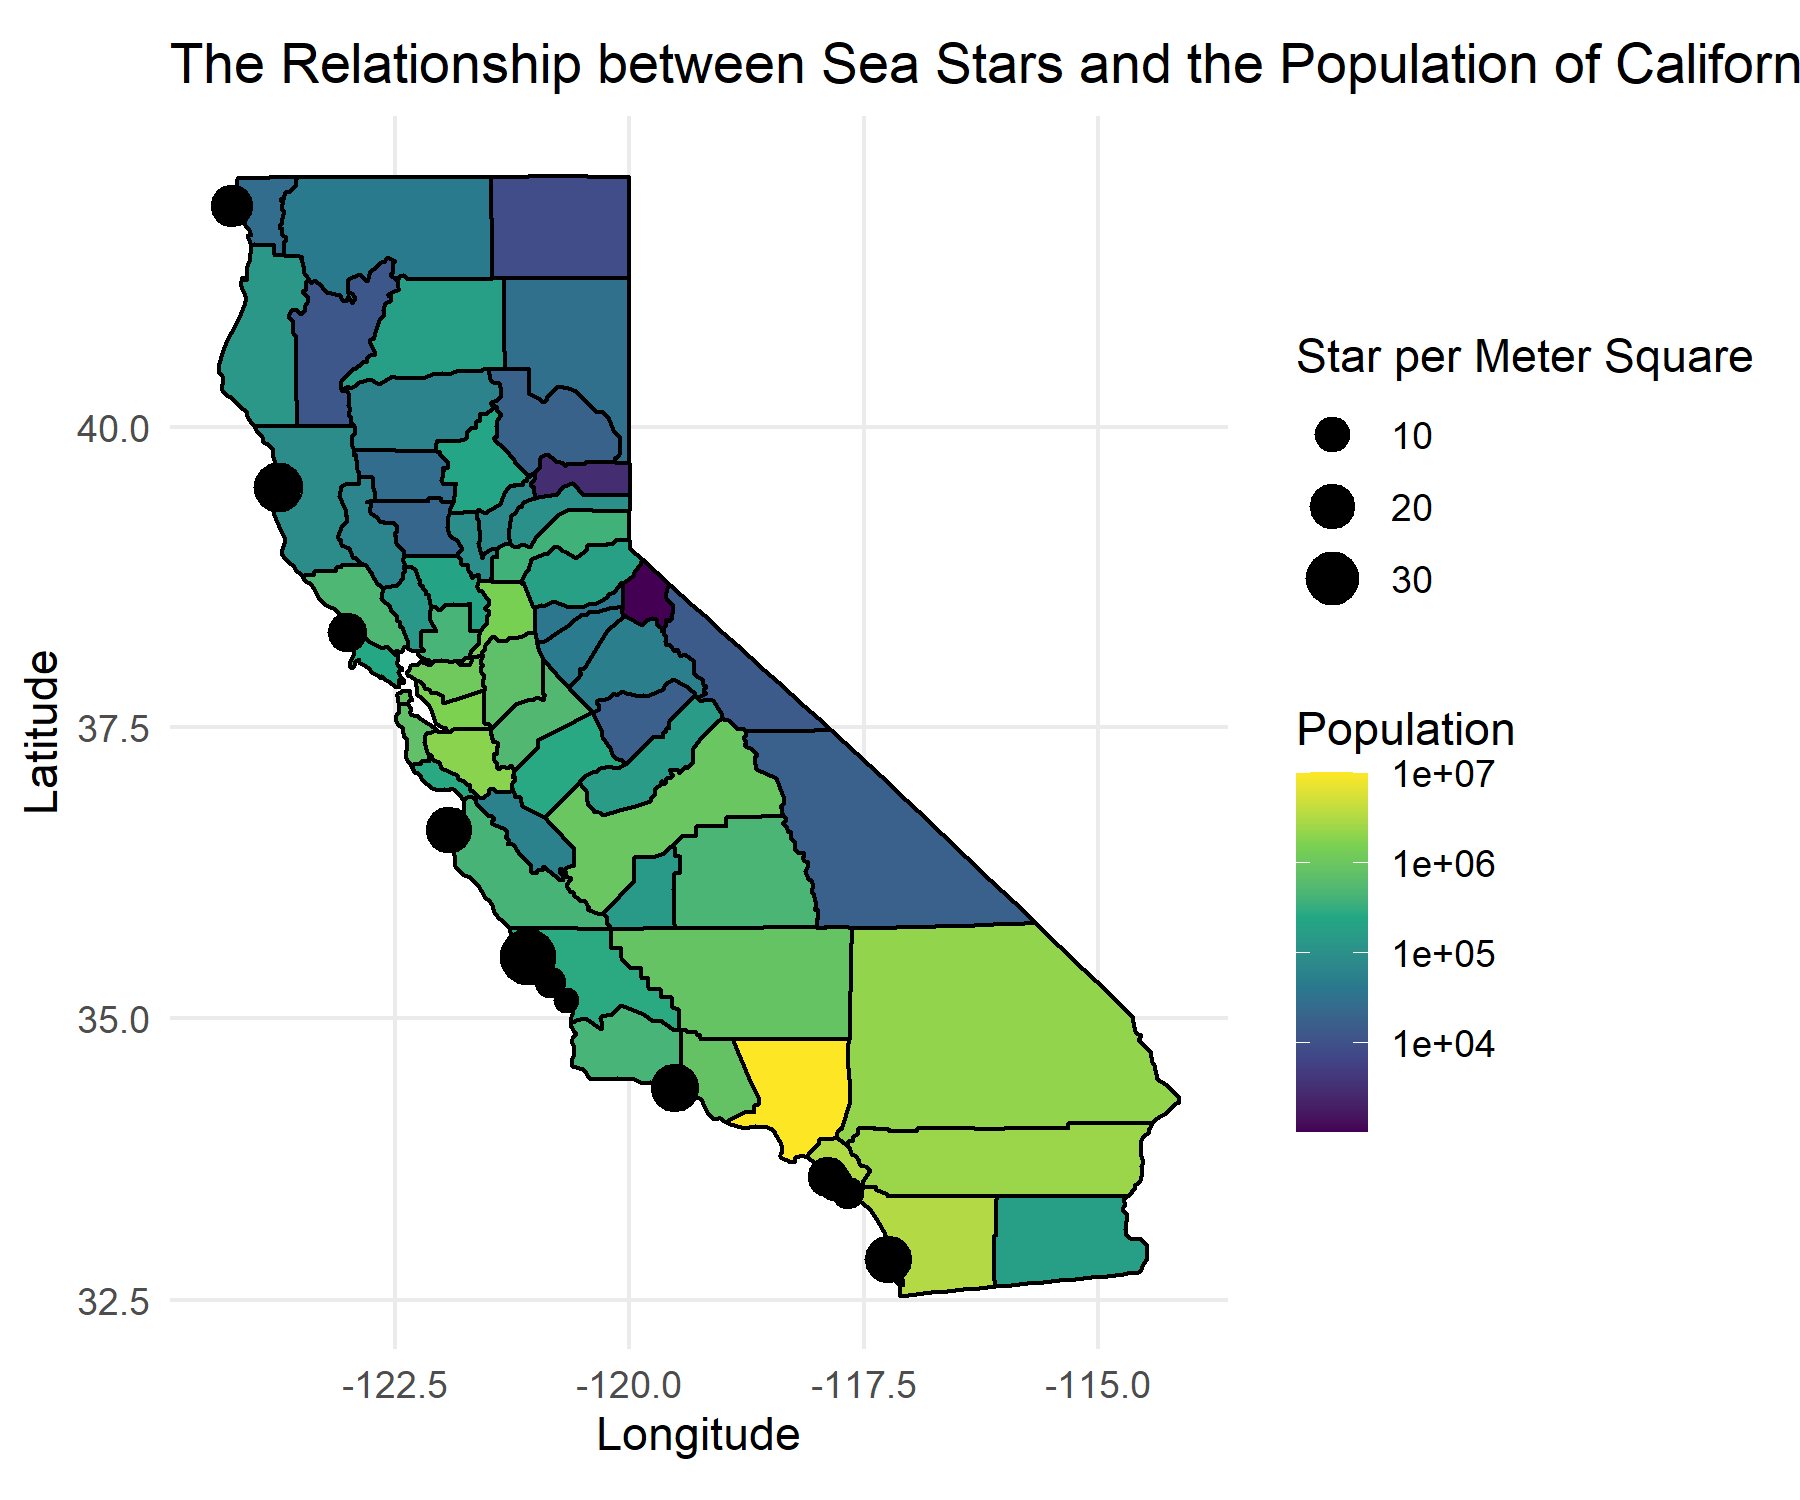 The Relationship between Sea Stars and the Population of Californ
Latitude
40.0
37.5
35.0
32.5
-122.5
-120.0
-117.5
-115.0
Longitude
Star per Meter Square
10
20
30
Population
1e+07
1e+06
1e+05
1e+04